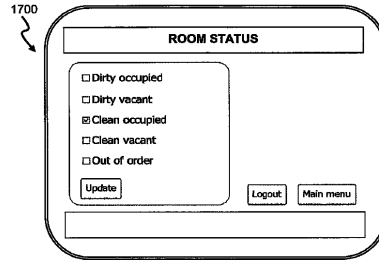 1700
ROOM STATUS
Dirty occupied
Dirty vacant
Clean occupied
Clean vacant
Out of order
Update
Logout
Main menu